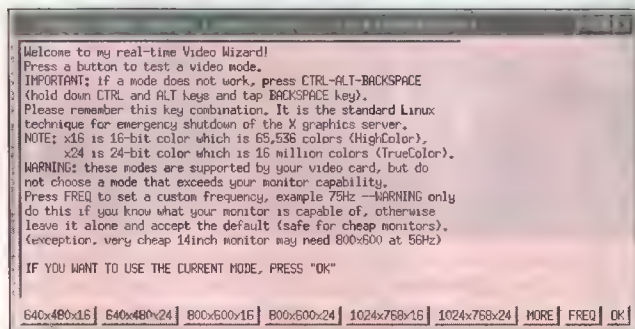 Welcome to my real-time Video Wizard!
Press a button to test a video mode.
IMPORTANT: if a mode does not work, press CTRL-ALT-BACKSPACE
(hold down CTRL and ALT keys and tap BACKSPACE key).
Please remember this key combination. It is the standard Linux
technique for emergency shutdown of the X graphics server.
NOTE: x16 is 16-bit color which is 65,536 colors (HighColor),
x24 is 24-bit color which is 16 million colors (TrueColor).
WARNING: these modes are supported by your video card, but do
not choose a mode that exceeds your monitor capability.
Press FREQ to set a custom frequency, example 75Hz --WARNING only
do this if you know what your monitor is capable of, otherwise
leave it alone and accept the default (safe for cheap monitors).
(exception, very cheap 14inch monitor may need 800x600 at 56Hz)
IF YOU WANT TO USE THE CURRENT MODE, PRESS "OK"
640x480x16 640x480x24 800x600x16 800x600x24 1024x768x16 1024x768x24 MORE FREQ OK